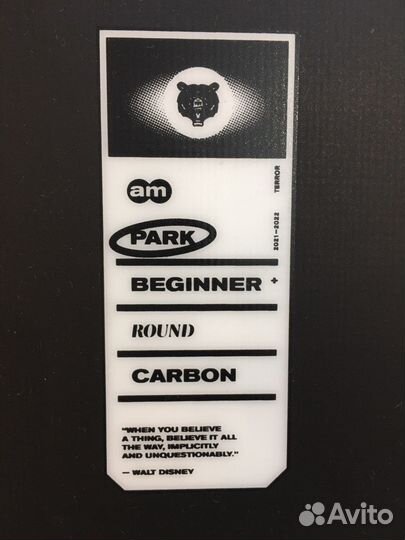 am
TERROR
2021—2022
PARK
BEGINNER +
ROUND
CARBON
"WHEN YOU BELIEVE
A THING, BELIEVE IT ALL
THE WAY, IMPLICITLY
AND UNQUESTIONABLY."
— WALT DISNEY
Avito